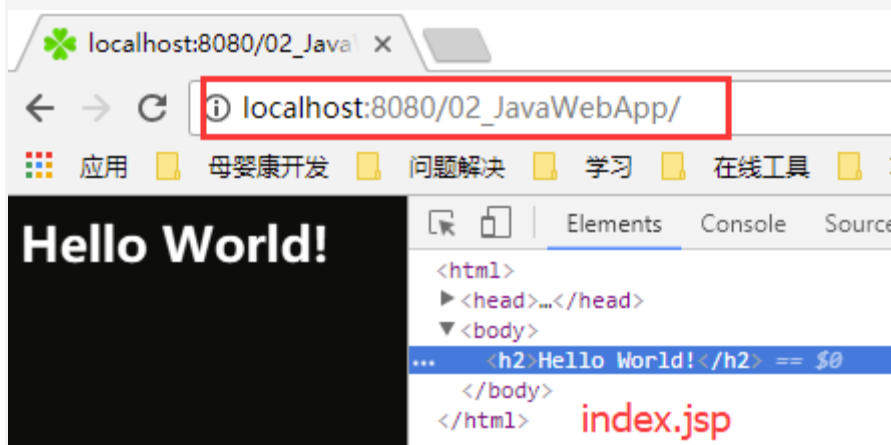 localhost:8080/02_Java
localhost:8080/02_JavaWebApp/
应用 母婴康开发 问题解决 学习 在线工具
Hello World!
Elements Console Source
<html>
<head>…</head>
<body>
... <h2>Hello World!</h2> == $0
</body>
</html>
index.jsp